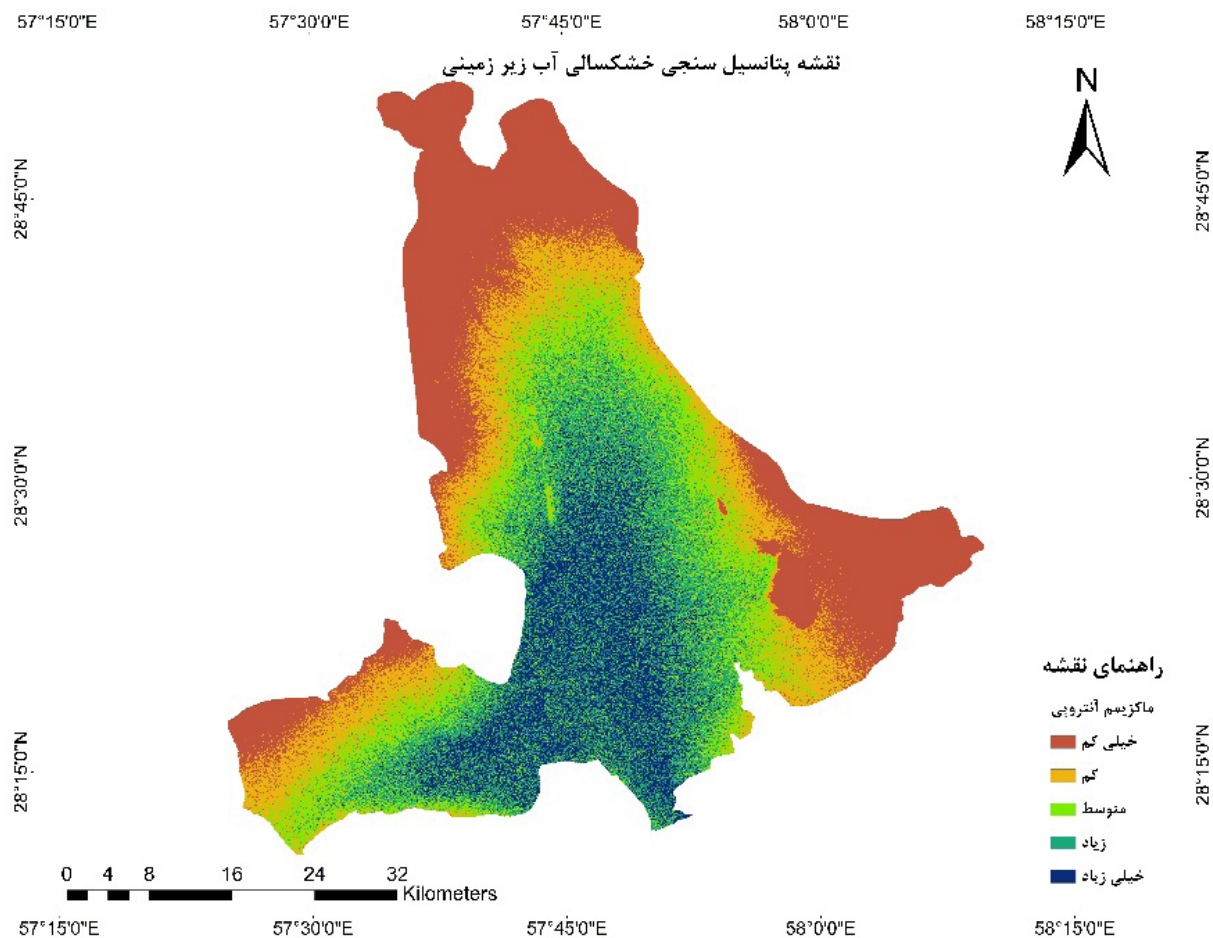 57°15'0"E 57°30'0"E 57°45'0"E 58°0'0"E 58°15'0"E
نقشه پتانسیل سنجی خشکسالی آب زیر زمینی
N
28°45'0"N 28°45'0"N
28°30'0"N 28°30'0"N
28°15'0"N 28°15'0"N
راهنمای نقشه
ماکزیمم آنتروپی
خیلی کم
کم
متوسط
زیاد
خیلی زیاد
0 4 8 16 24 32
Kilometers
57°15'0"E 57°30'0"E 57°45'0"E 58°0'0"E 58°15'0"E